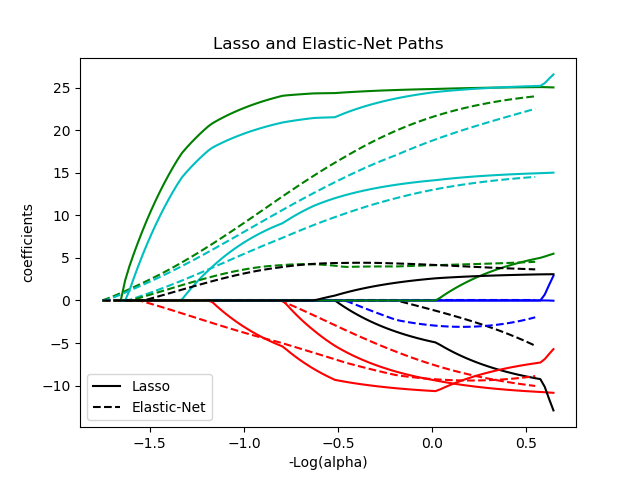 Lasso and Elastic-Net Paths
25
20
15
10
5
0
−5
−10
coefficients
Lasso
Elastic-Net
−1.5
−1.0
−0.5
0.0
0.5
-Log(alpha)